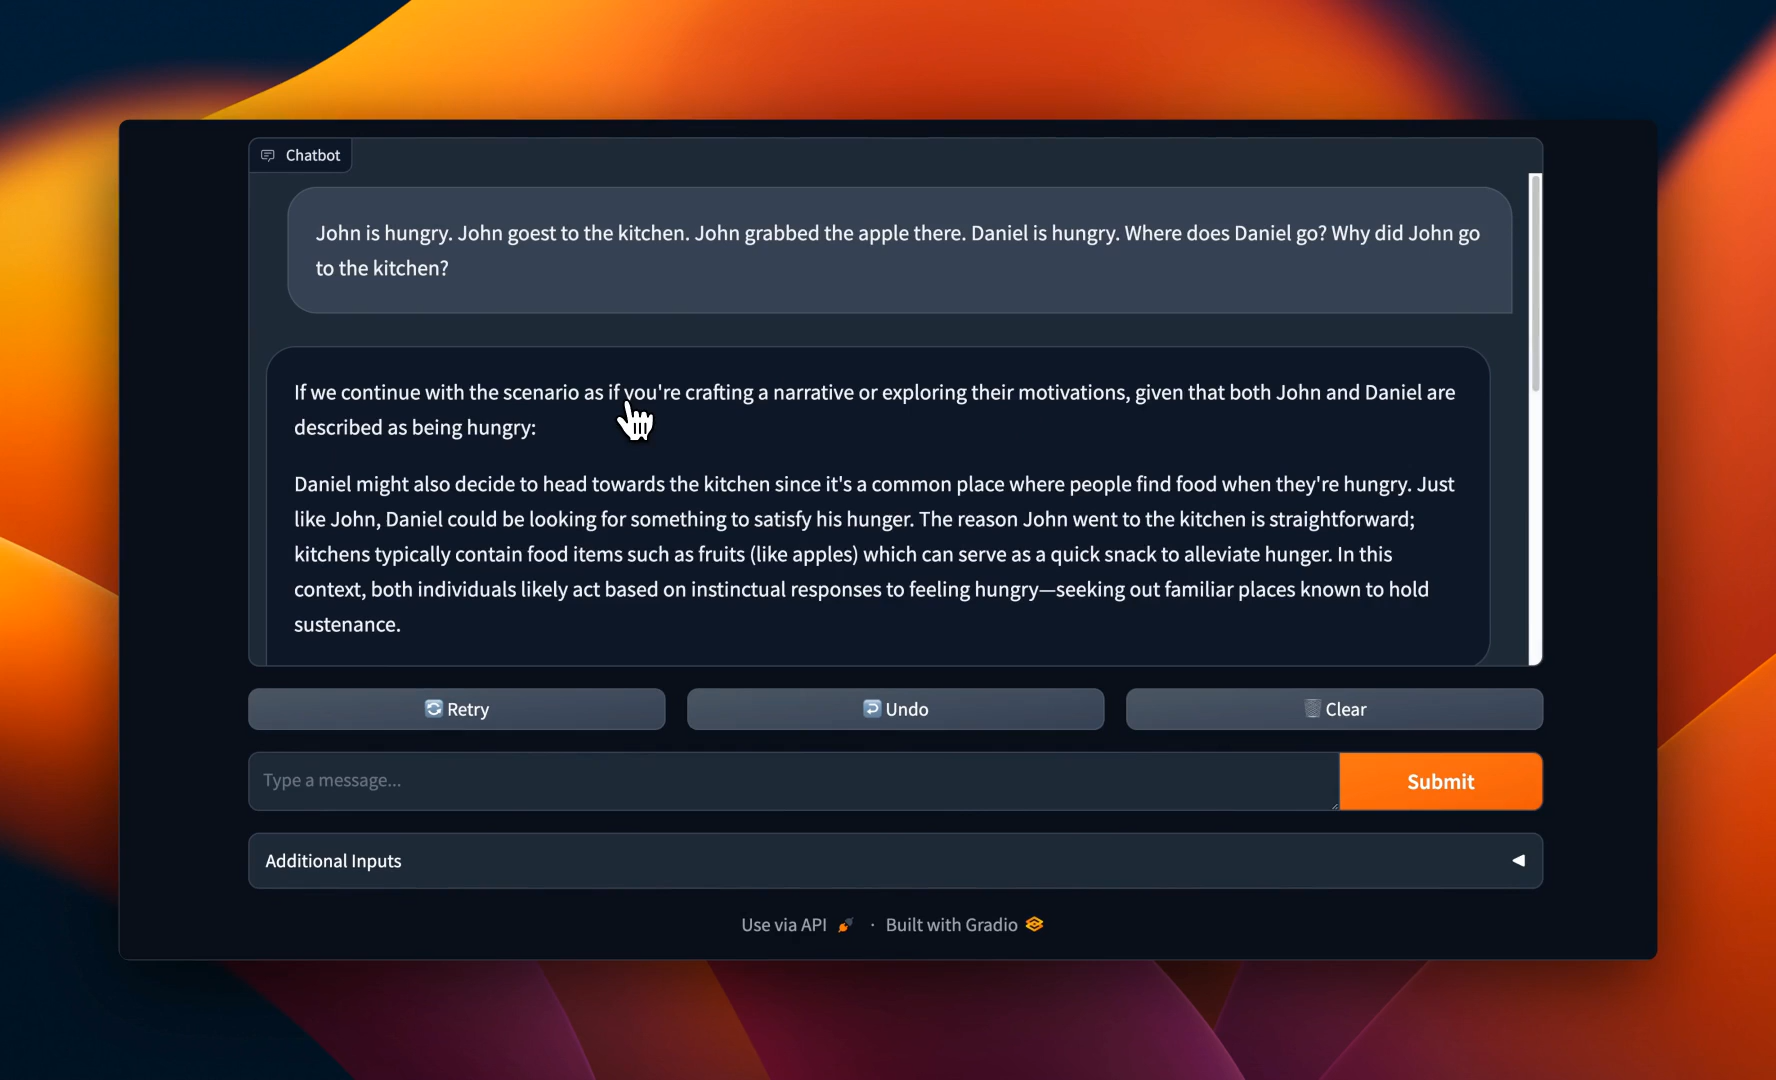 Chatbot
John is hungry. John goest to the kitchen. John grabbed the apple there. Daniel is hungry. Where does Daniel go? Why did John go
to the kitchen?
If we continue with the scenario as if you're crafting a narrative or exploring their motivations, given that both John and Daniel are
described as being hungry:
Daniel might also decide to head towards the kitchen since it's a common place where people find food when they're hungry. Just
like John, Daniel could be looking for something to satisfy his hunger. The reason John went to the kitchen is straightforward;
kitchens typically contain food items such as fruits (like apples) which can serve as a quick snack to alleviate hunger. In this
context, both individuals likely act based on instinctual responses to feeling hungry—seeking out familiar places known to hold
sustenance.
Retry Undo Clear
Type a message... Submit
Additional Inputs
Use via API · Built with Gradio